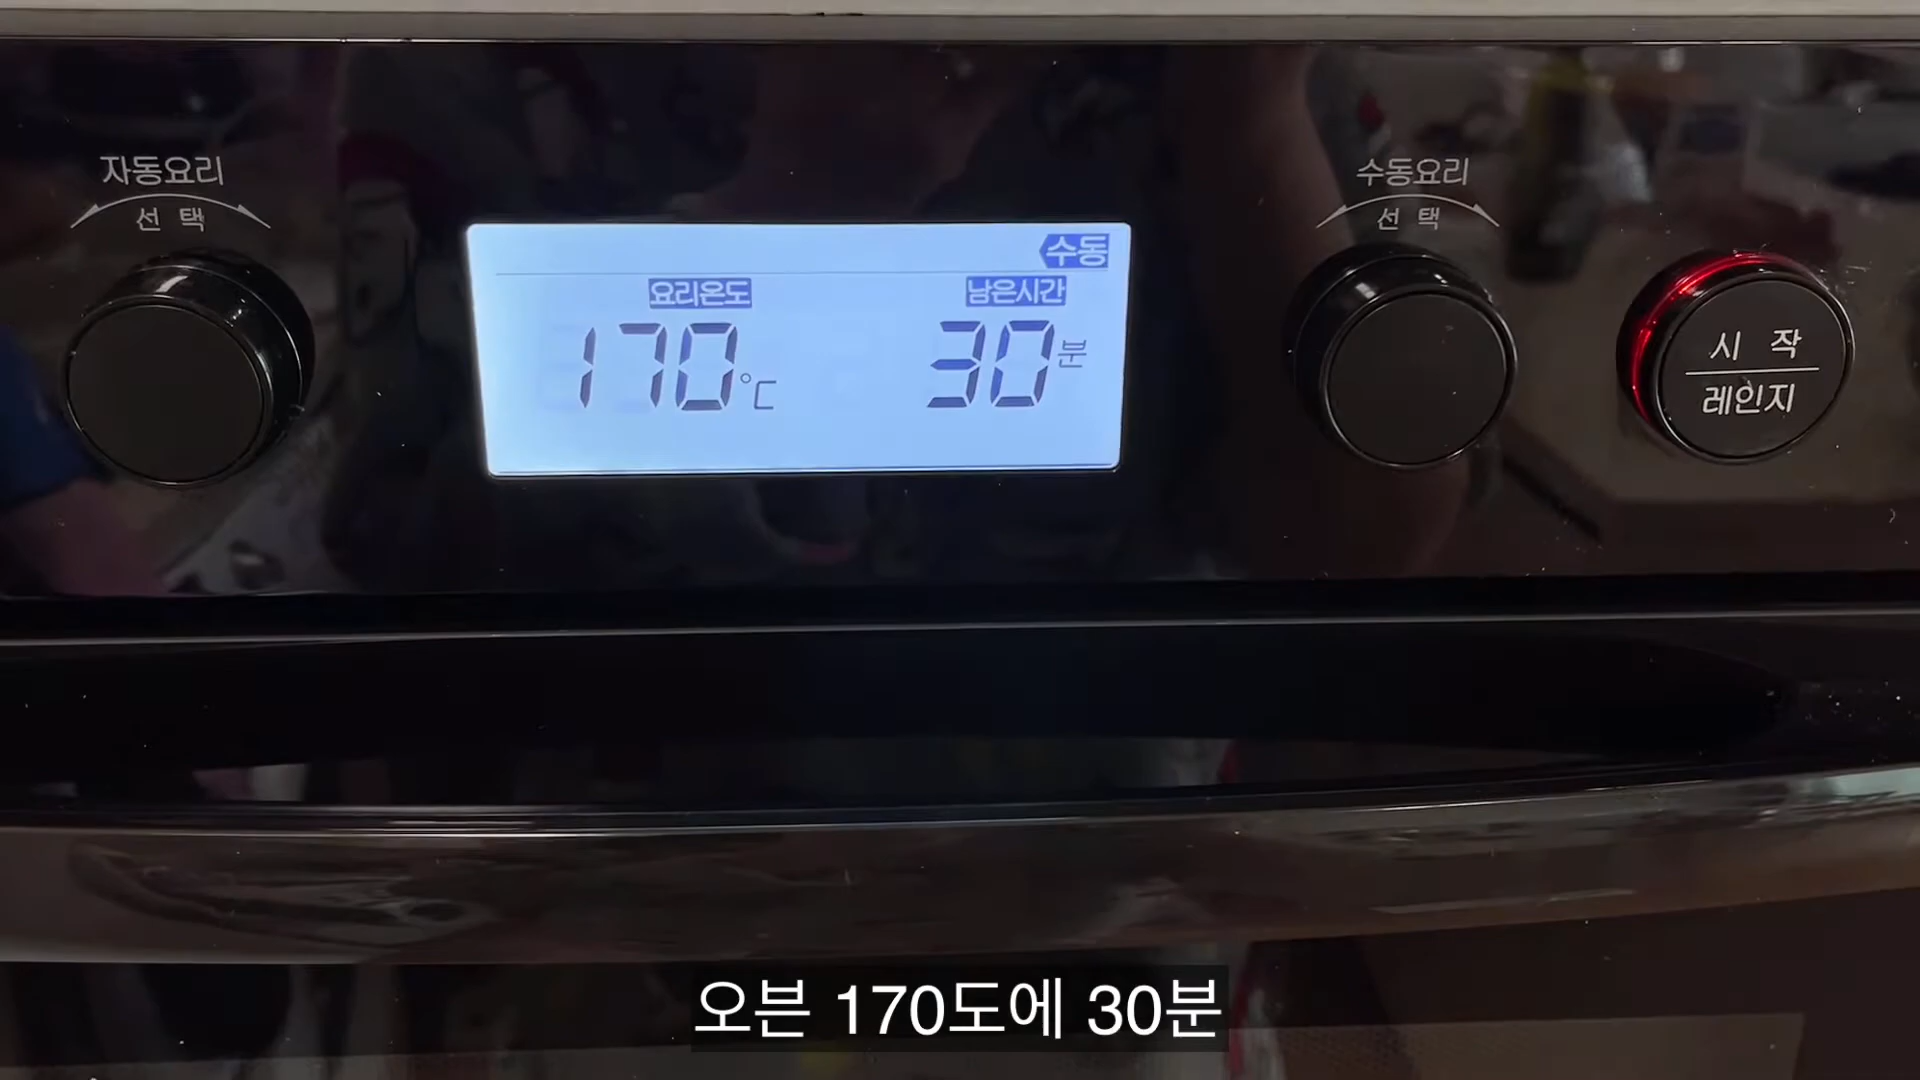 자동요리
선 택
수동
요리온도
남은시간
170°C
30분
수동요리
선 택
시 작
레인지
오븐 170도에 30분